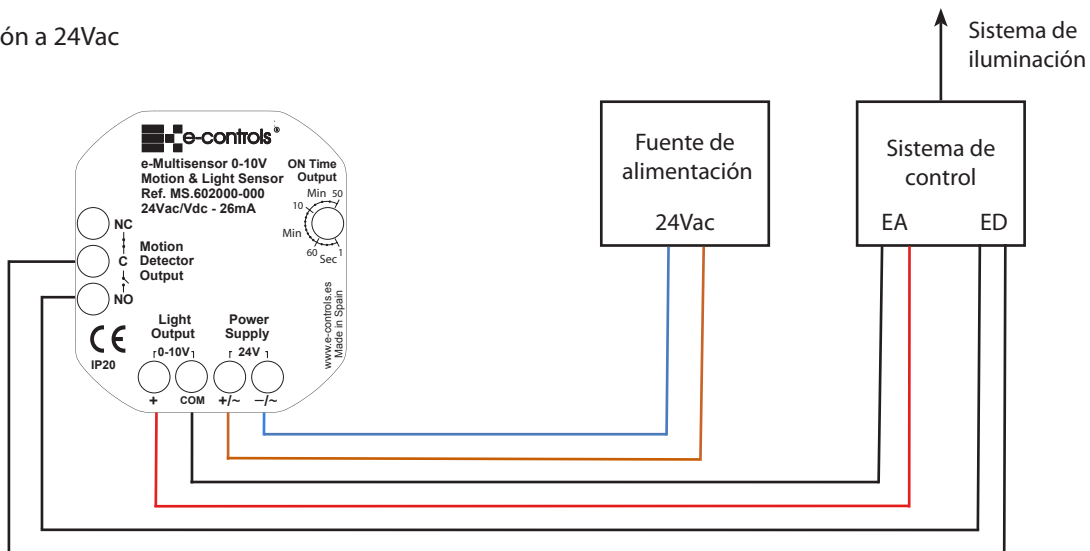 ón a 24Vac
Sistema de
iluminación
Fuente de
alimentación
24Vac
Sistema de
control
EA
ED
e-controls®
e-Multisensor 0-10V
Motion & Light Sensor
Ref. MS.602000-000
24Vac/Vdc - 26mA
ON Time
Output
Min 50
10
Min
60 Sec 1
NC
C
NO
Motion
Detector
Output
CE
IP20
Light
Output
0-10V
Power
Supply
24V
+
COM
+/~
–/~
www.e-controls.es
Made in Spain